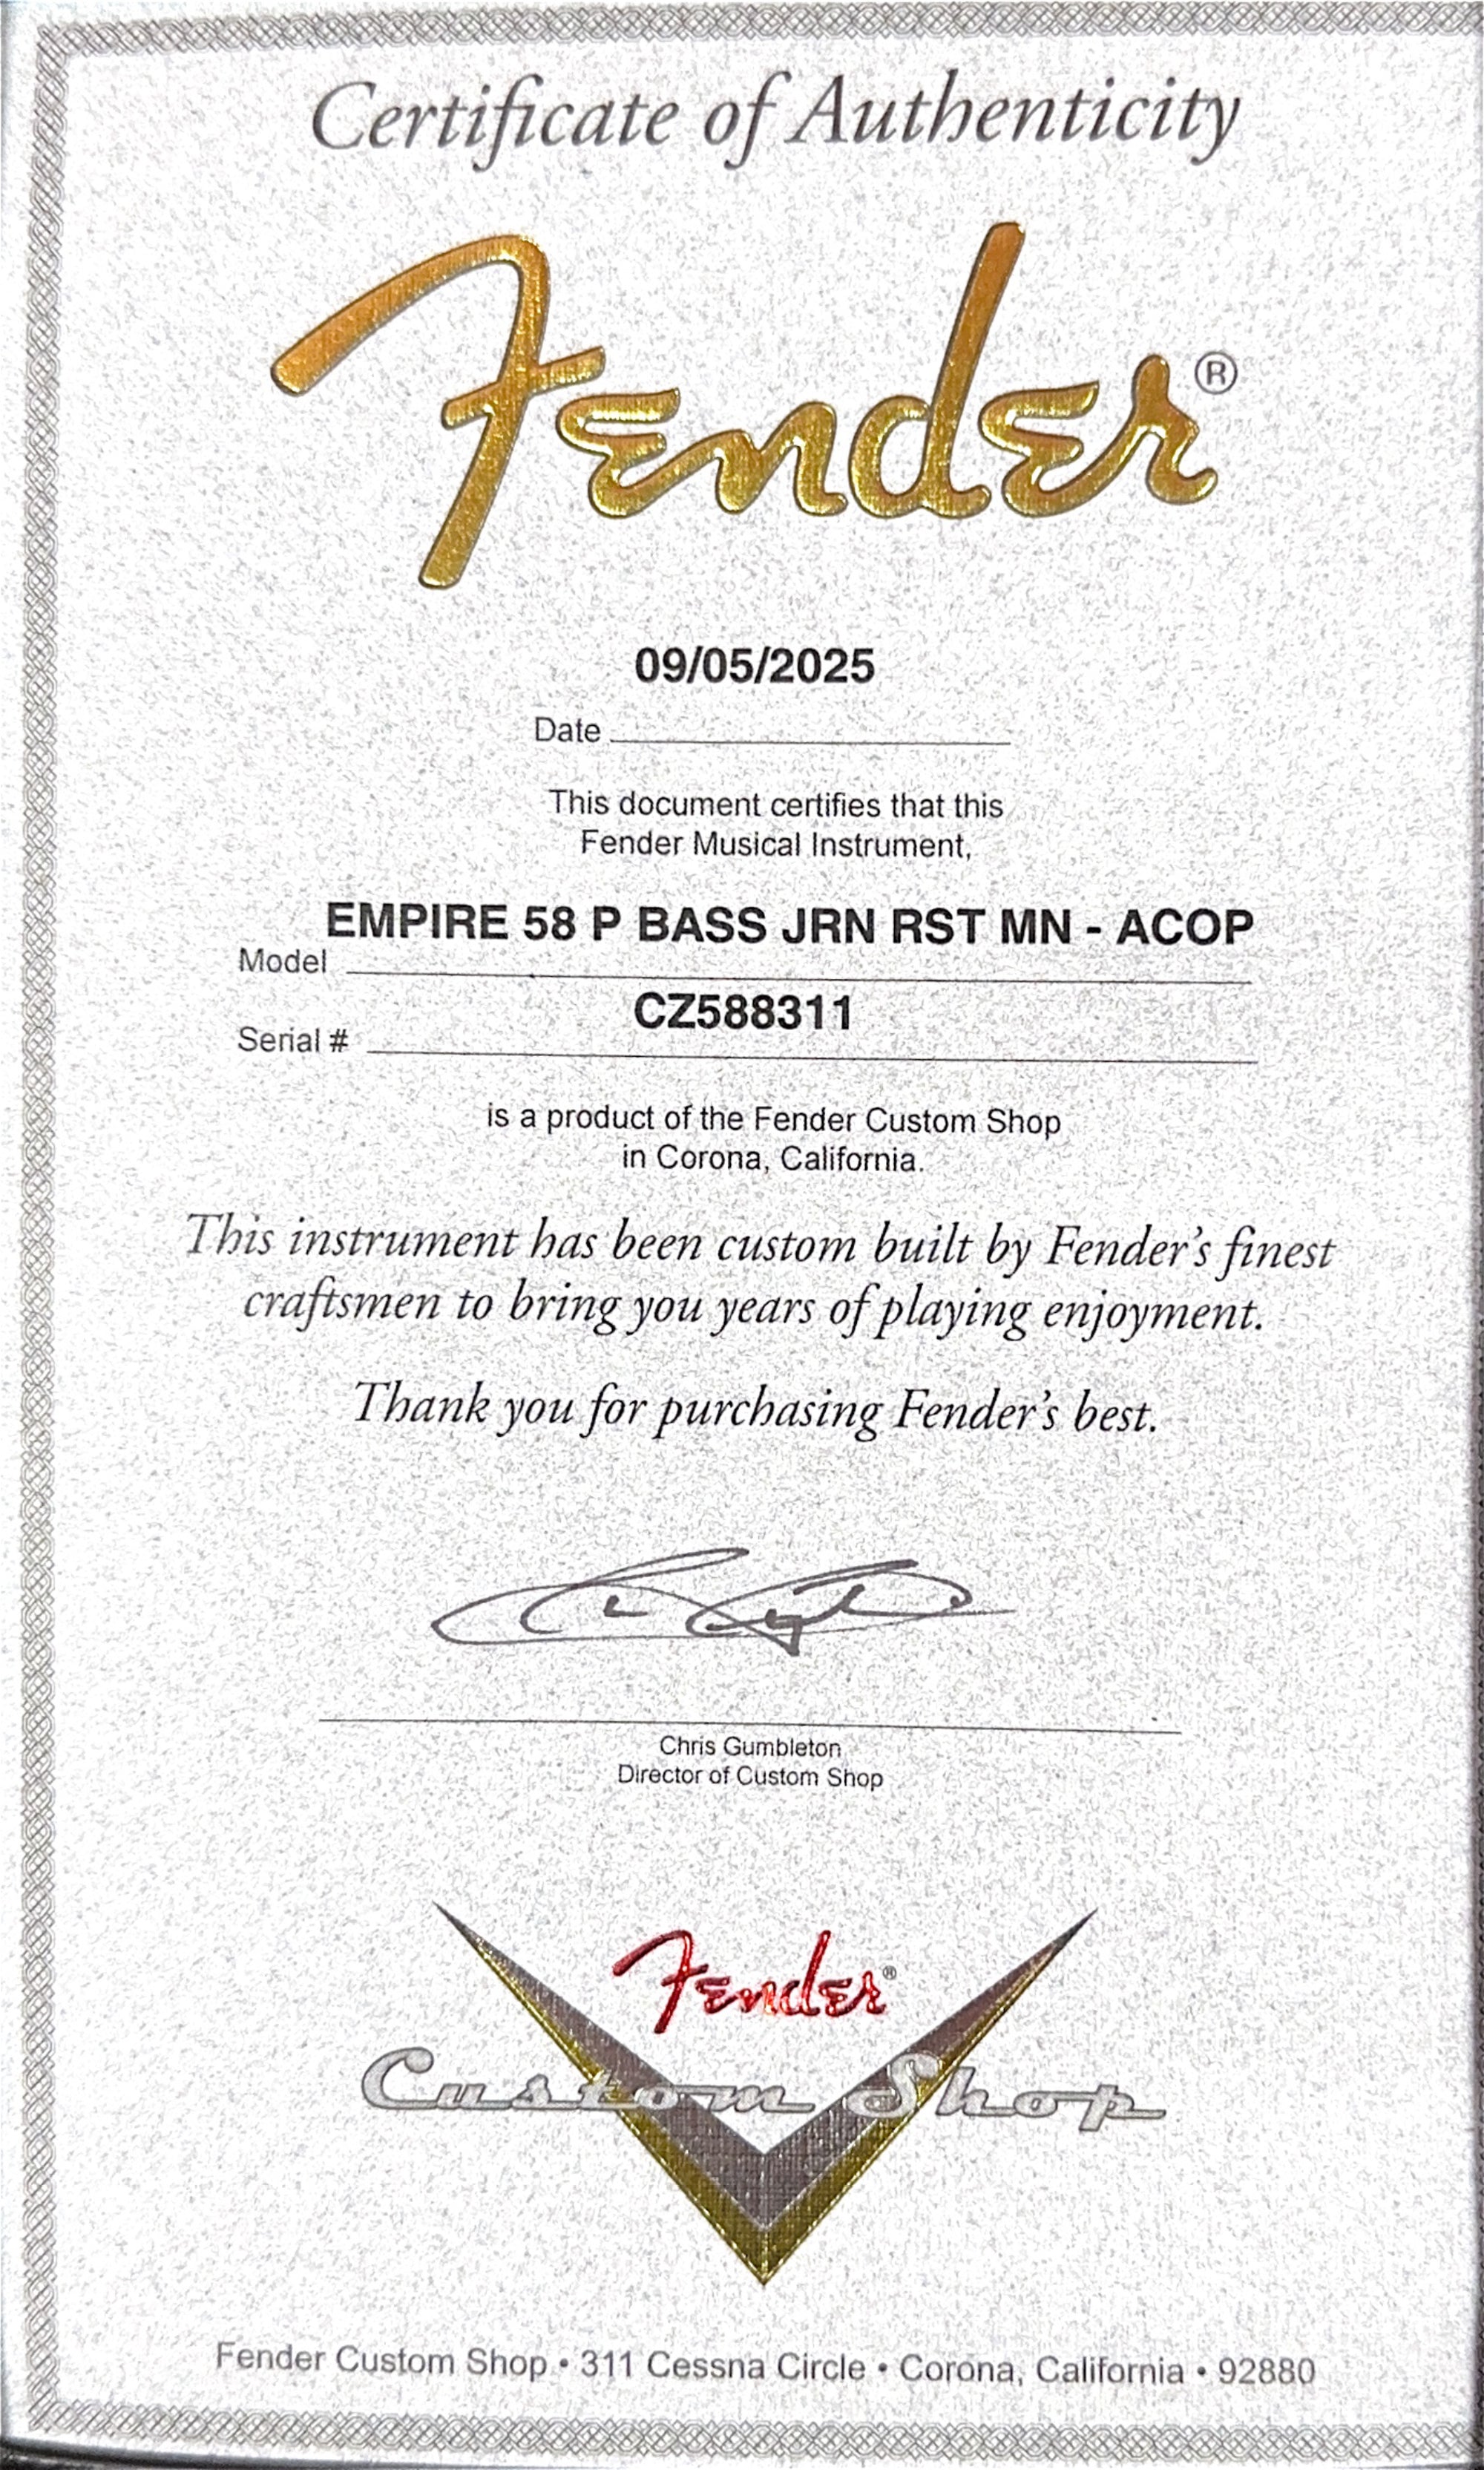 Certificate of Authenticity
Fender®
09/05/2025
Date
This document certifies that this
Fender Musical Instrument,
EMPIRE 58 P BASS JRN RST MN - ACOP
Model
CZ588311
Serial #
is a product of the Fender Custom Shop
in Corona, California.
This instrument has been custom built by Fender's finest
craftsmen to bring you years of playing enjoyment.
Thank you for purchasing Fender's best.
Chris Gumbleton
Director of Custom Shop
Fender®
Custom Shop
Fender Custom Shop • 311 Cessna Circle • Corona, California • 92880